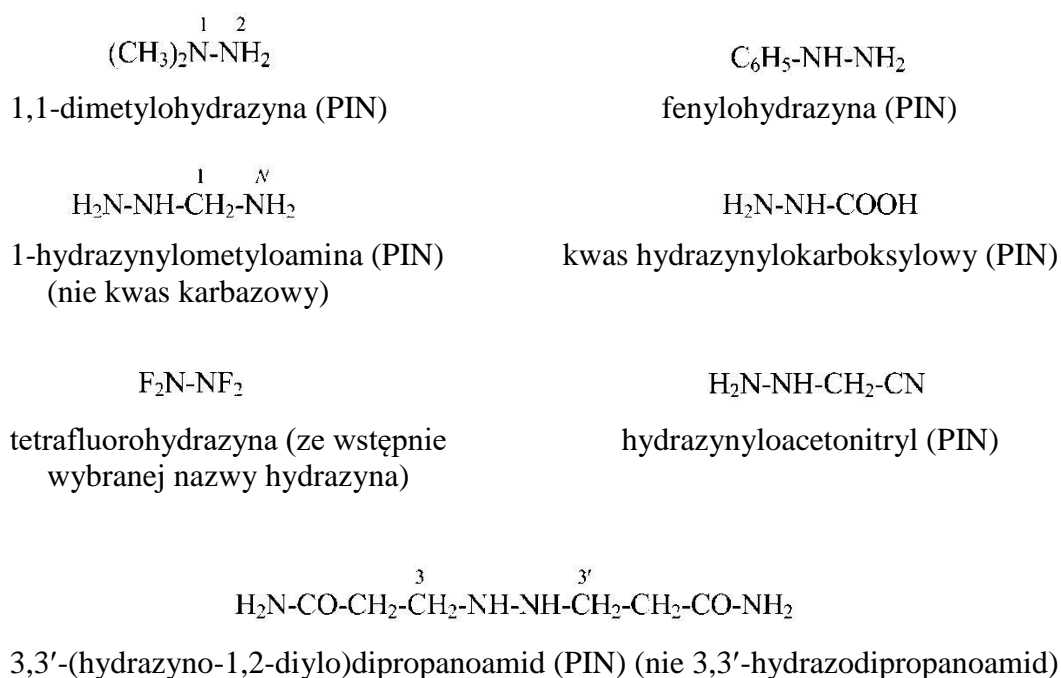 1 2
(CH₃)₂N-NH₂
C₆H₅-NH-NH₂
1,1-dimetylohydrazyna (PIN)
fenylohydrazyna (PIN)
1 N
H₂N-NH-CH₂-NH₂
H₂N-NH-COOH
1-hydrazynylometyloamina (PIN)
(nie kwas karbazowy)
kwas hydrazynylokarboksylowy (PIN)
F₂N-NF₂
H₂N-NH-CH₂-CN
tetrafluorohydrazyna (ze wstępnie
wybranej nazwy hydrazyna)
hydrazynyloacetonitryl (PIN)
3 3′
H₂N-CO-CH₂-CH₂-NH-NH-CH₂-CH₂-CO-NH₂
3,3′-(hydrazyno-1,2-diylo)dipropanoamid (PIN) (nie 3,3′-hydrazodipropanoamid)